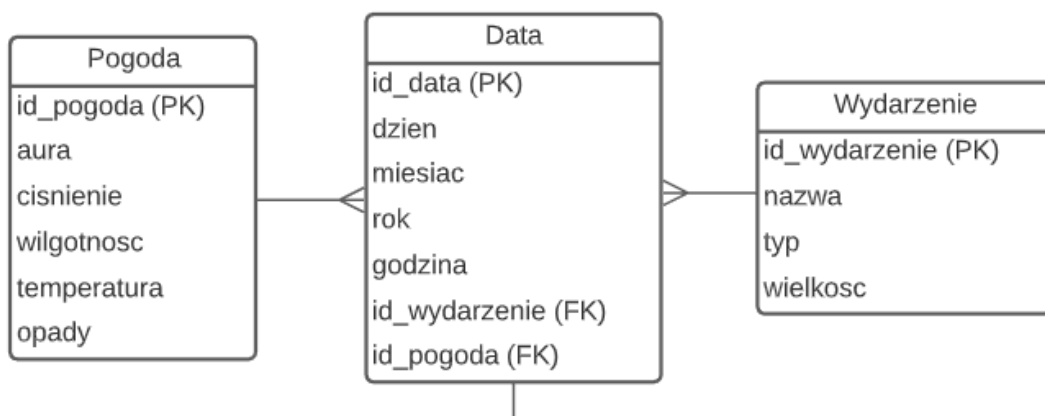 Pogoda
id_pogoda (PK)
aura
cisnienie
wilgotnosc
temperatura
opady
Data
id_data (PK)
dzien
miesiac
rok
godzina
id_wydarzenie (FK)
id_pogoda (FK)
Wydarzenie
id_wydarzenie (PK)
nazwa
typ
wielkosc